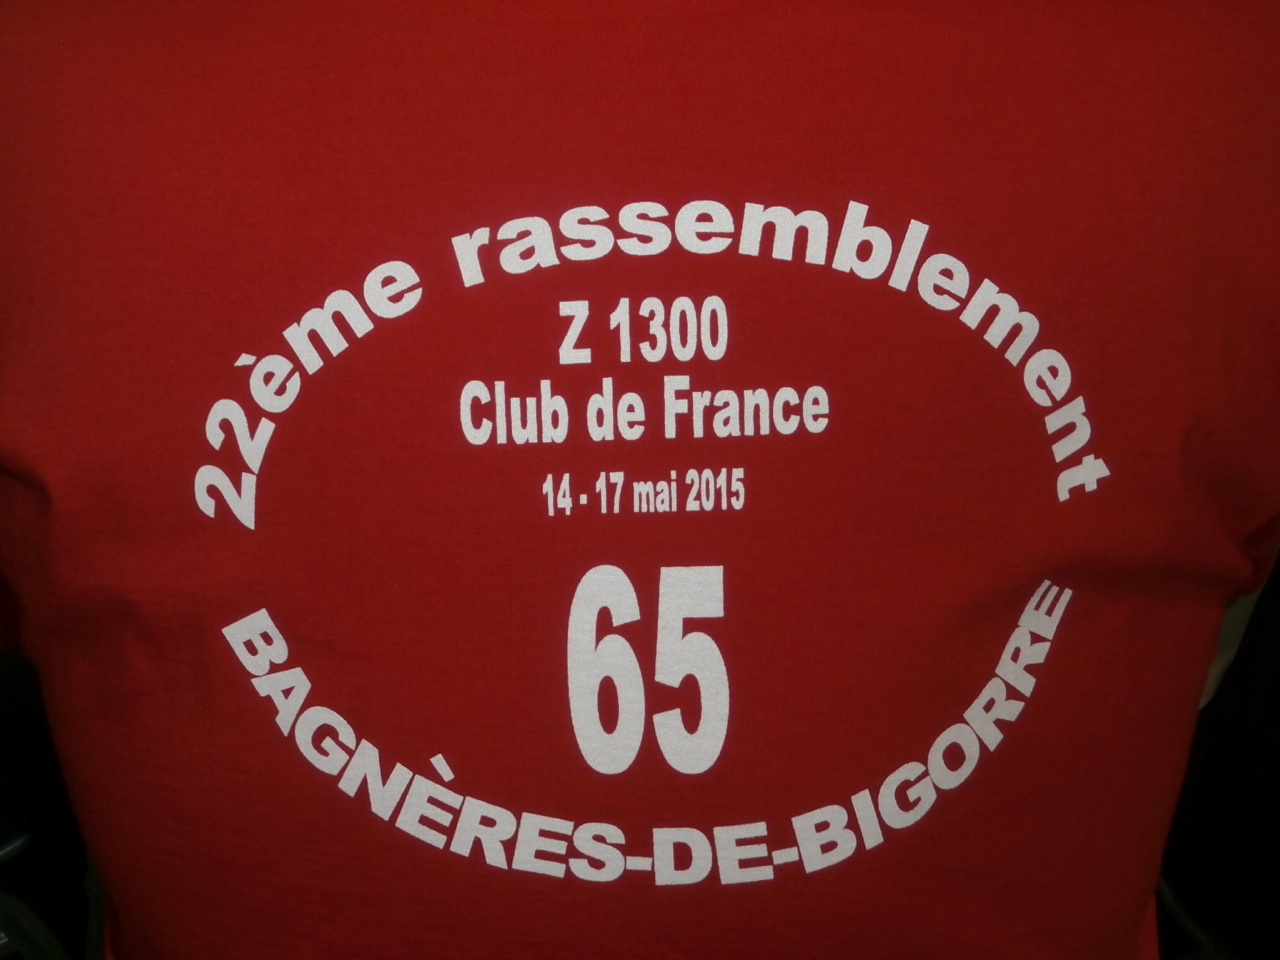 22ème rassemblement
Z 1300
Club de France
14 - 17 mai 2015
65
BAGNÈRES-DE-BIGORRE